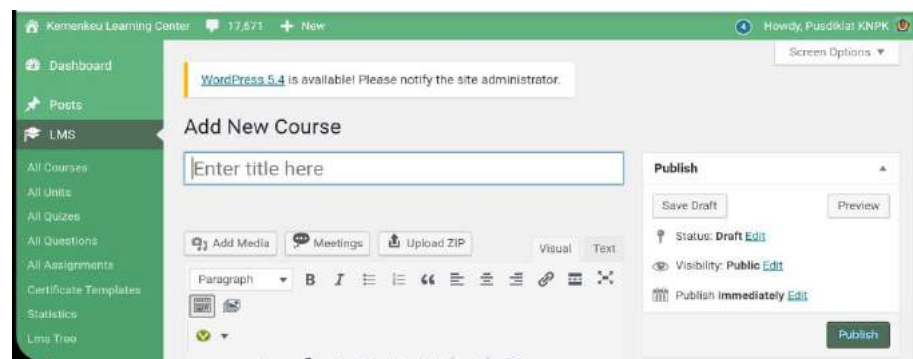 Kemenkeu Learning Center 17,671 + New Howdy, Pusdiklat KNPK
Screen Options ▼
Dashboard
Posts
LMS
All Courses
All Units
All Quizes
All Questions
All Assignments
Certificate Templates
Statistics
Lms Tree
WordPress 5.4 is available! Please notify the site administrator.
Add New Course
Enter title here
Add Media Meetings Upload ZIP Visual Text
Paragraph B I
Publish
Save Draft Preview
Status: Draft Edit
Visibility: Public Edit
Publish immediately Edit
Publish